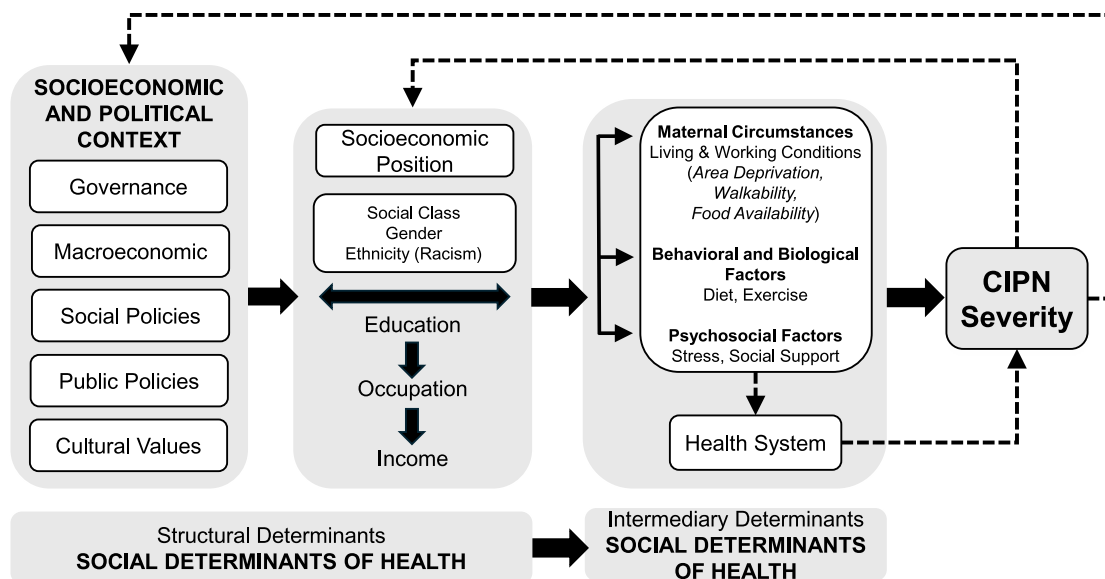 SOCIOECONOMIC
AND POLITICAL
CONTEXT
Governance
Macroeconomic
Social Policies
Public Policies
Cultural Values
Socioeconomic
Position
Social Class
Gender
Ethnicity (Racism)
Education
Occupation
Income
Maternal Circumstances
Living & Working Conditions
(Area Deprivation,
Walkability,
Food Availability)
Behavioral and Biological
Factors
Diet, Exercise
Psychosocial Factors
Stress, Social Support
Health System
CIPN
Severity
Structural Determinants
SOCIAL DETERMINANTS OF HEALTH
Intermediary Determinants
SOCIAL DETERMINANTS
OF HEALTH